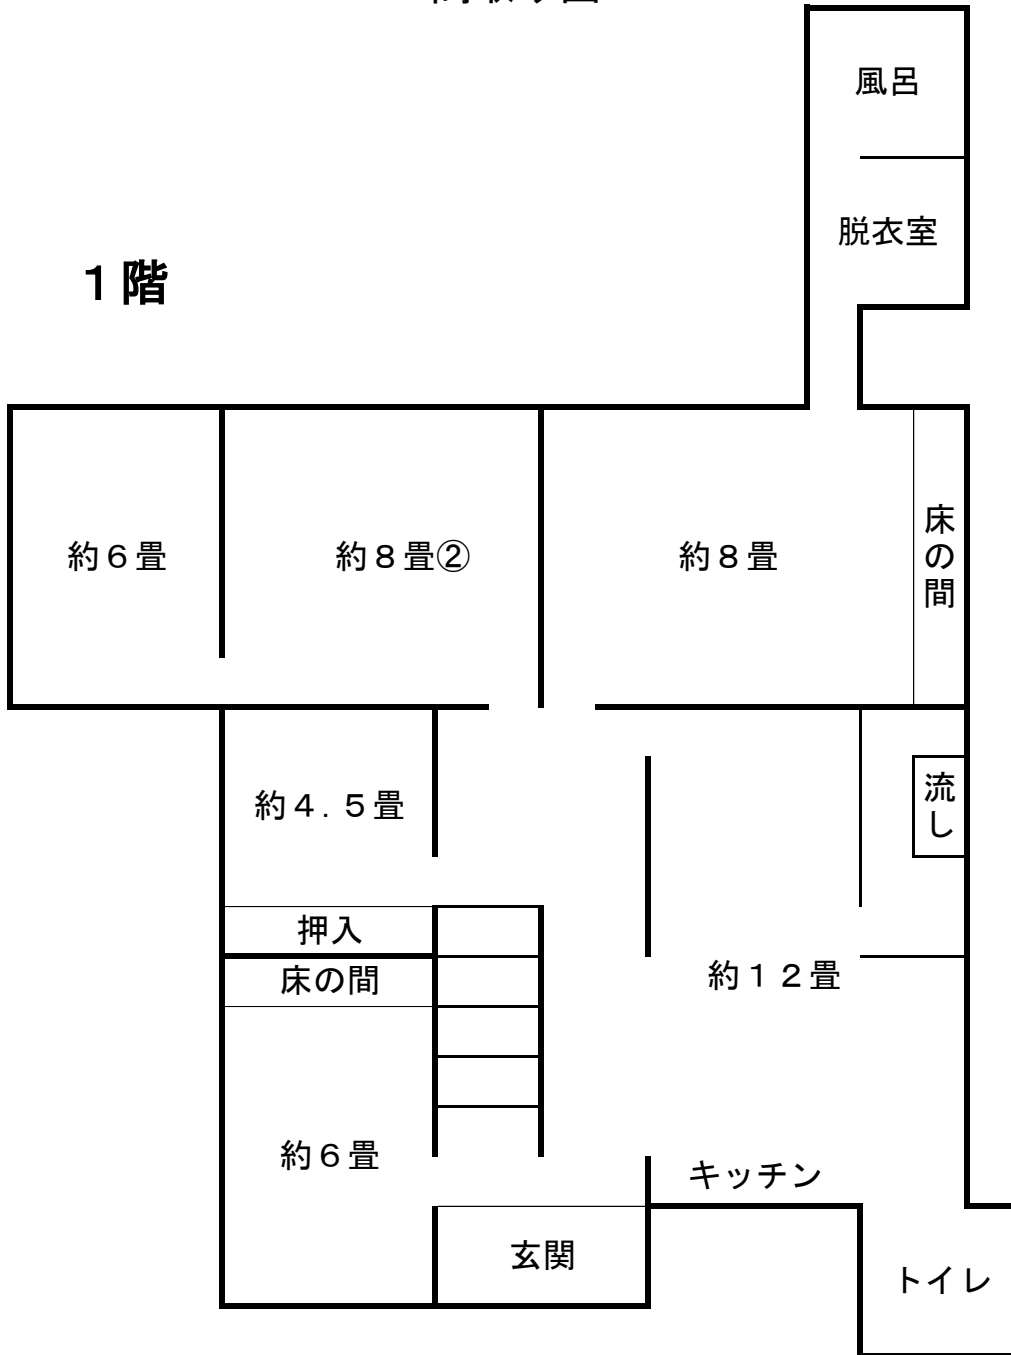 風呂
脱衣室
１階
約６畳
約８畳②
約８畳
床の間
約４．５畳
流し
押入
床の間
約１２畳
約６畳
キッチン
玄関
トイレ